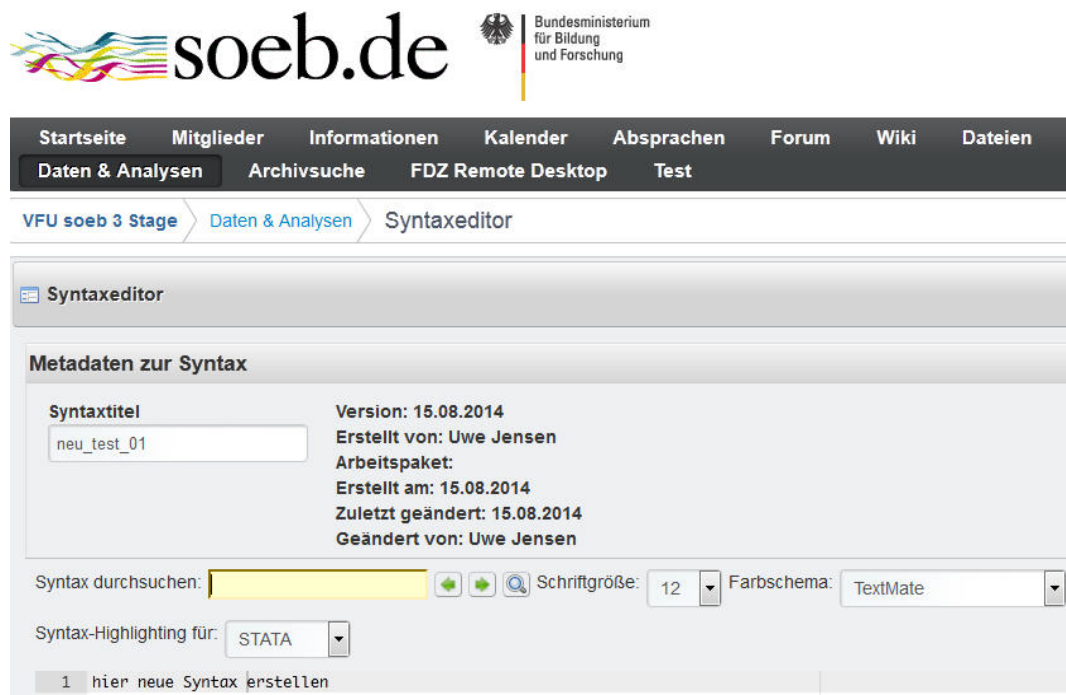 soeb.de
Bundesministerium
für Bildung
und Forschung
Startseite Mitglieder Informationen Kalender Absprachen Forum Wiki Dateien
Daten & Analysen Archivsuche FDZ Remote Desktop Test
VFU soeb 3 Stage Daten & Analysen Syntaxeditor
Syntaxeditor
Metadaten zur Syntax
Syntaxtitel
neu_test_01
Version: 15.08.2014
Erstellt von: Uwe Jensen
Arbeitspaket:
Erstellt am: 15.08.2014
Zuletzt geändert: 15.08.2014
Geändert von: Uwe Jensen
Syntax durchsuchen: Schriftgröße: 12 Farbschema: TextMate
Syntax-Highlighting für: STATA
1 hier neue Syntax erstellen